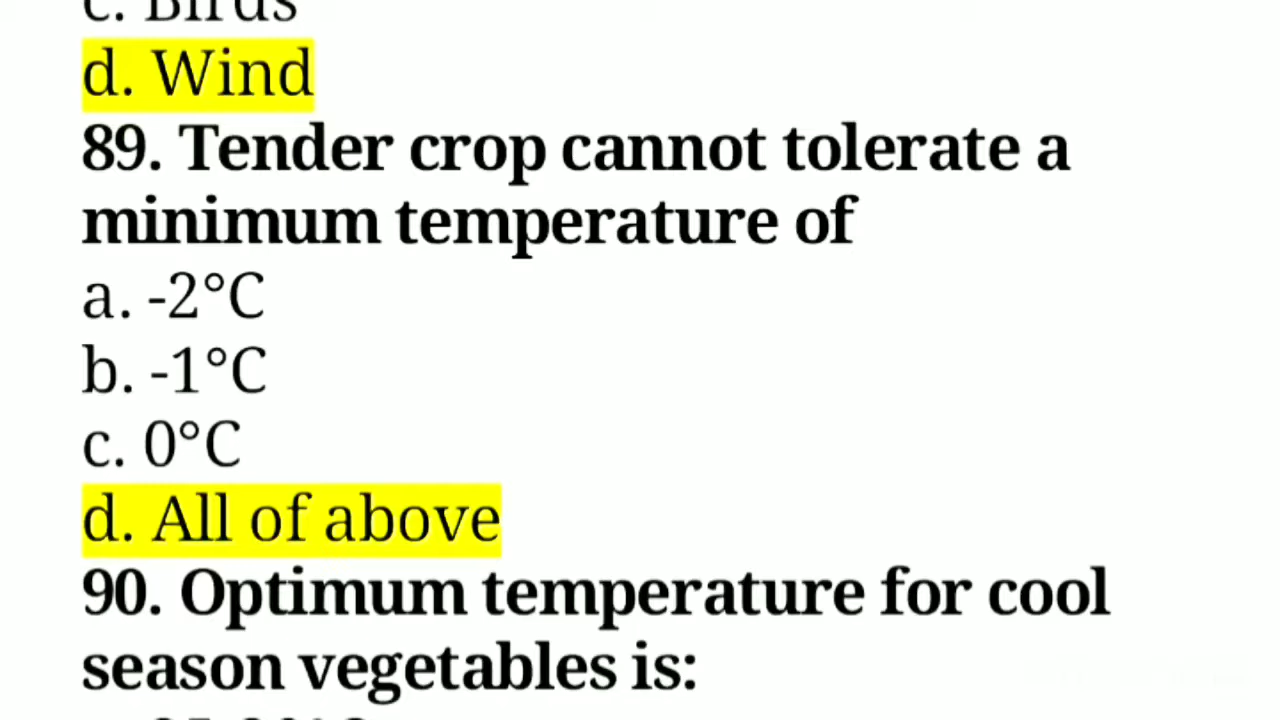 c. Birds
d. Wind
89. Tender crop cannot tolerate a
minimum temperature of
a. -2°C
b. -1°C
c. 0°C
d. All of above
90. Optimum temperature for cool
season vegetables is: